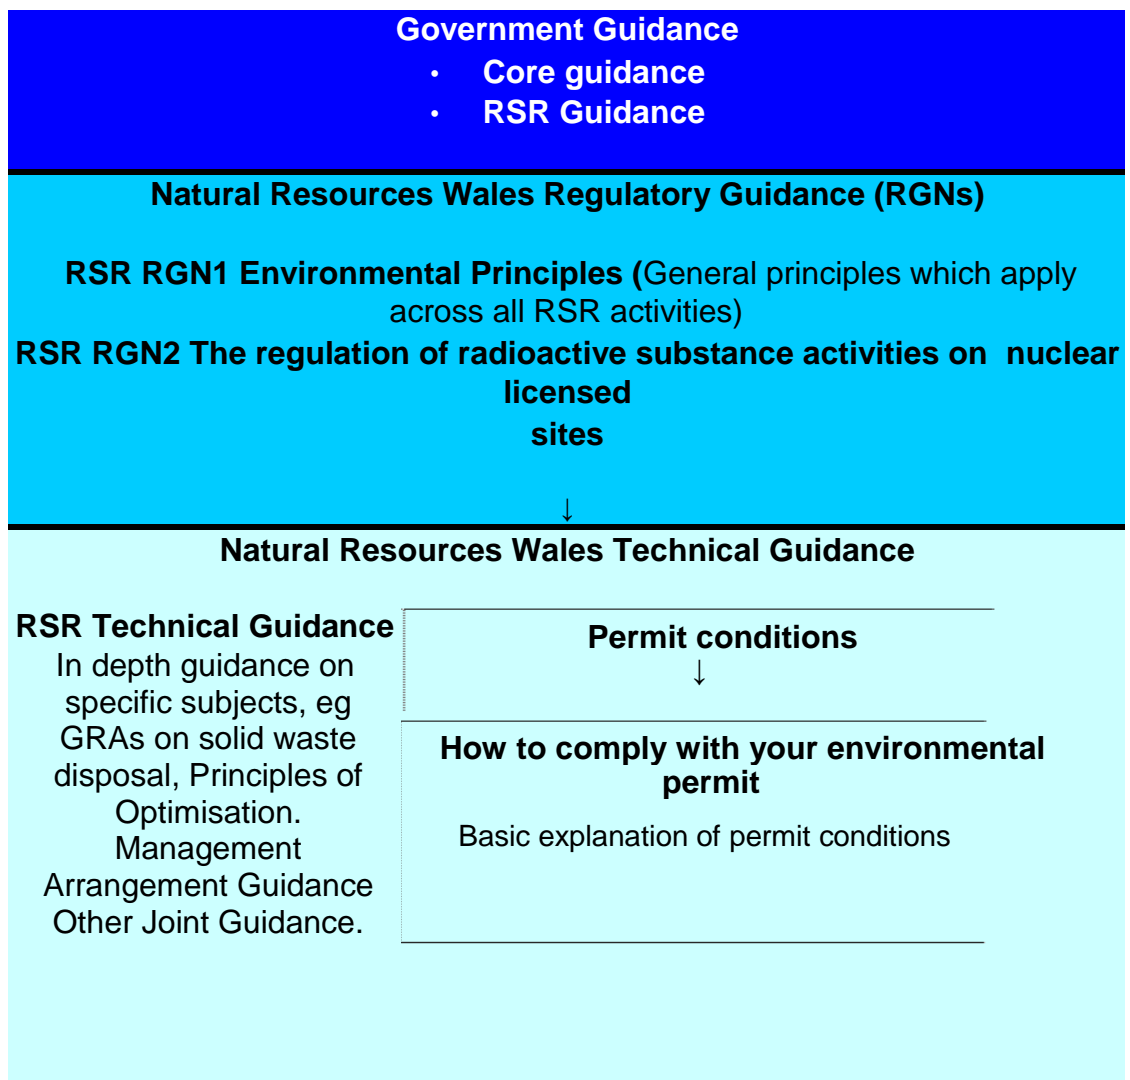 Government Guidance
• Core guidance
• RSR Guidance
Natural Resources Wales Regulatory Guidance (RGNs)
RSR RGN1 Environmental Principles (General principles which apply
across all RSR activities)
RSR RGN2 The regulation of radioactive substance activities on nuclear
licensed
sites
↓
Natural Resources Wales Technical Guidance
RSR Technical Guidance
In depth guidance on
specific subjects, eg
GRAs on solid waste
disposal, Principles of
Optimisation.
Management
Arrangement Guidance
Other Joint Guidance.
Permit conditions
↓
How to comply with your environmental
permit
Basic explanation of permit conditions